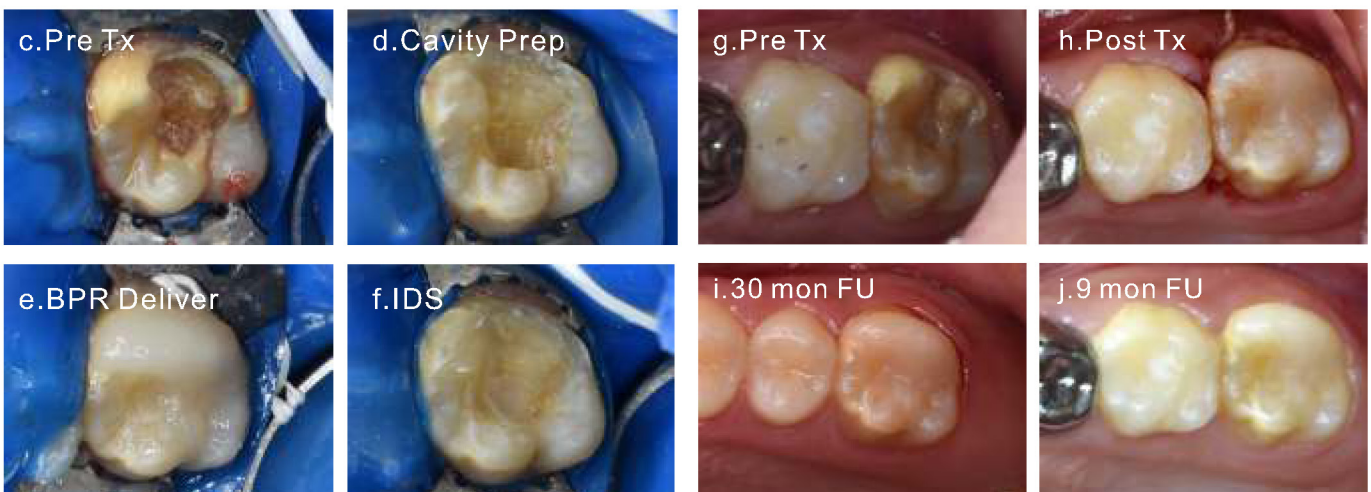 c.Pre Tx
d.Cavity Prep
g.Pre Tx
h.Post Tx
e.BPR Deliver
f.IDS
i.30 mon FU
j.9 mon FU